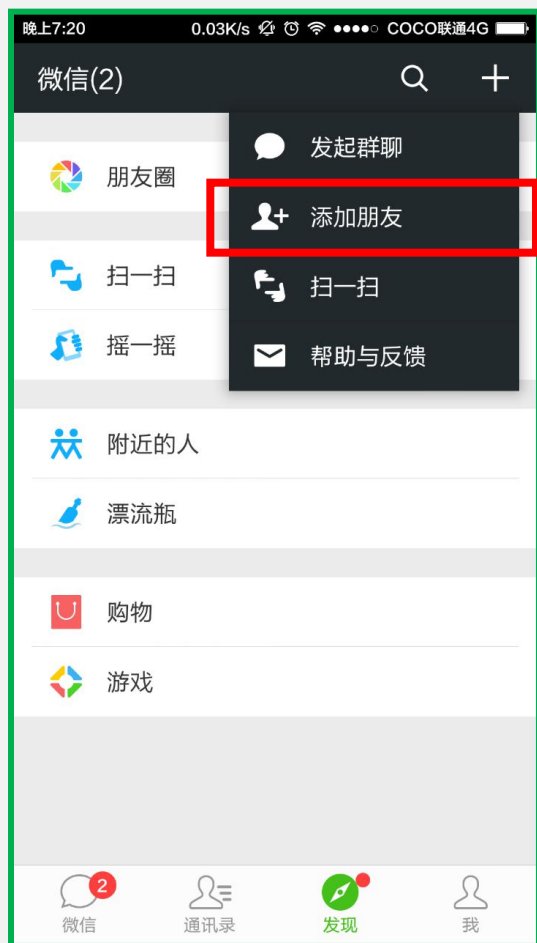 晚上7:20 0.03K/s COCO联通4G
微信(2)
发起群聊
朋友圈
添加朋友
扫一扫
扫一扫
摇一摇
帮助与反馈
附近的人
漂流瓶
购物
游戏
2
微信 通讯录 发现 我